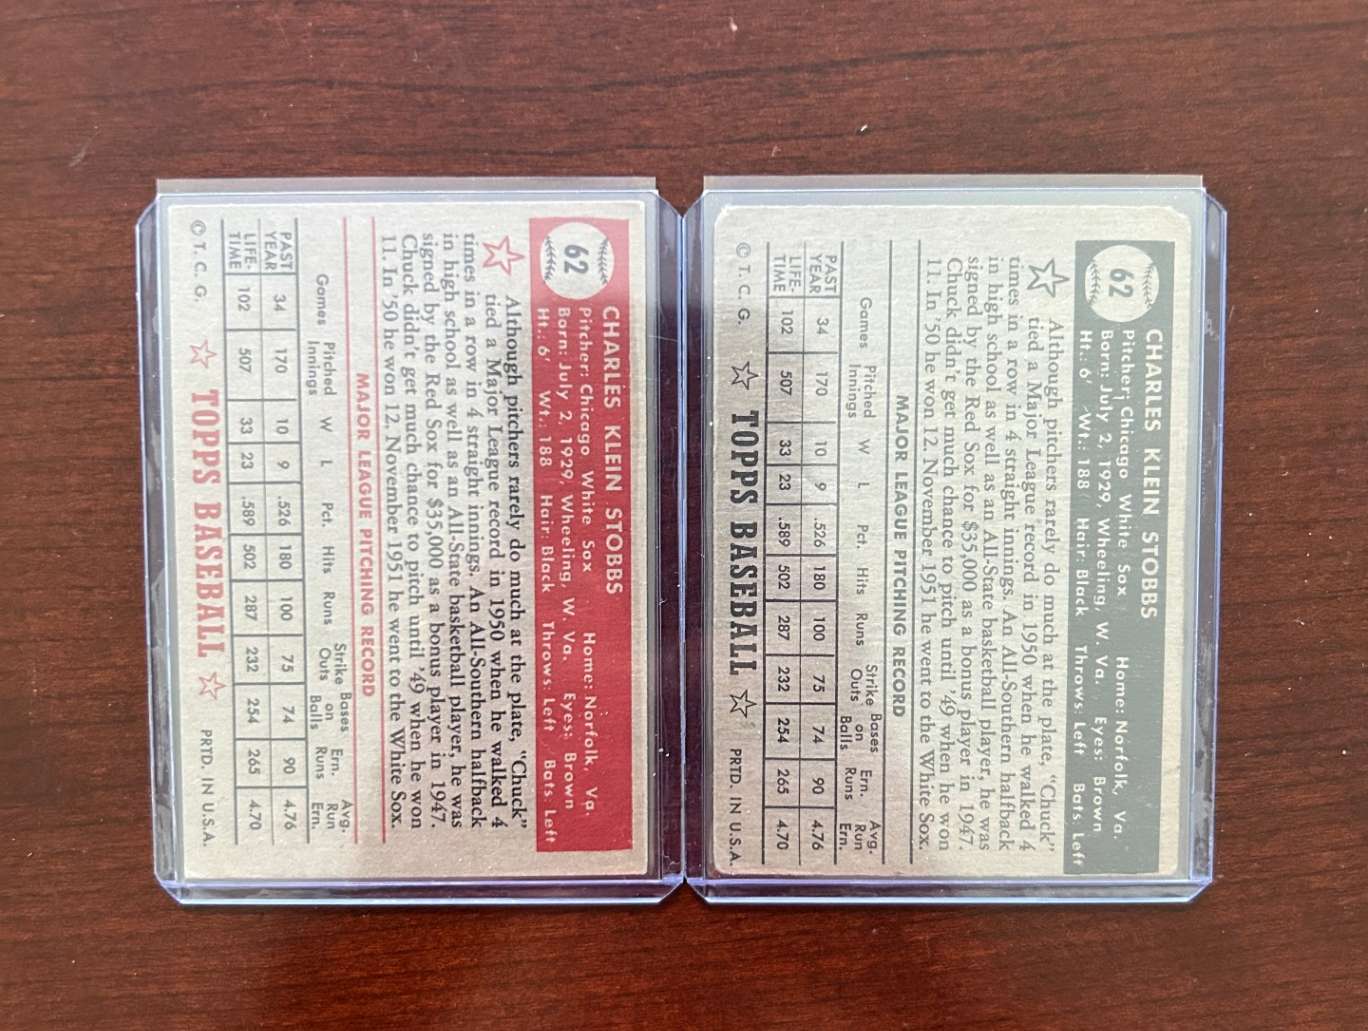 62
CHARLES KLEIN STOBBS
Pitcher: Chicago White Sox Home: Norfolk, Va.
Born: July 2, 1929, Wheeling, W. Va. Eyes: Brown
Ht.: 6' Wt.: 188 Hair: Black Throws: Left Bats: Left
Although pitchers rarely do much at the plate, "Chuck"
tied a Major League record in 1950 when he walked 4
times in a row in 4 straight innings. An All-Southern halfback
in high school as well as an All-State basketball player, he was
signed by the Red Sox for $35,000 as a bonus player in 1947.
Chuck didn't get much chance to pitch until '49 when he won
11. In '50 he won 12. November 1951 he went to the White Sox.
MAJOR LEAGUE PITCHING RECORD
Games Pitched Innings W L Pct. Hits Runs Strike Outs Bases on Balls Ern. Runs Avg. Run Ern.
PAST YEAR 34 170 10 9 .526 180 100 75 74 90 4.76
LIFE-TIME 102 507 33 23 .589 502 287 232 254 265 4.70
© T. C. G. TOPPS BASEBALL PRTD. IN U.S.A.
62
CHARLES KLEIN STOBBS
Pitcher: Chicago White Sox Home: Norfolk, Va.
Born: July 2, 1929, Wheeling, W. Va. Eyes: Brown
Ht.: 6' Wt.: 188 Hair: Black Throws: Left Bats: Left
Although pitchers rarely do much at the plate, "Chuck"
tied a Major League record in 1950 when he walked 4
times in a row in 4 straight innings. An All-Southern halfback
in high school as well as an All-State basketball player, he was
signed by the Red Sox for $35,000 as a bonus player in 1947.
Chuck didn't get much chance to pitch until '49 when he won
11. In '50 he won 12. November 1951 he went to the White Sox.
MAJOR LEAGUE PITCHING RECORD
Games Pitched Innings W L Pct. Hits Runs Strike Outs Bases on Balls Ern. Runs Avg. Run Ern.
PAST YEAR 34 170 10 9 .526 180 100 75 74 90 4.76
LIFE-TIME 102 507 33 23 .589 502 287 232 254 265 4.70
© T. C. G. TOPPS BASEBALL PRTD. IN U.S.A.